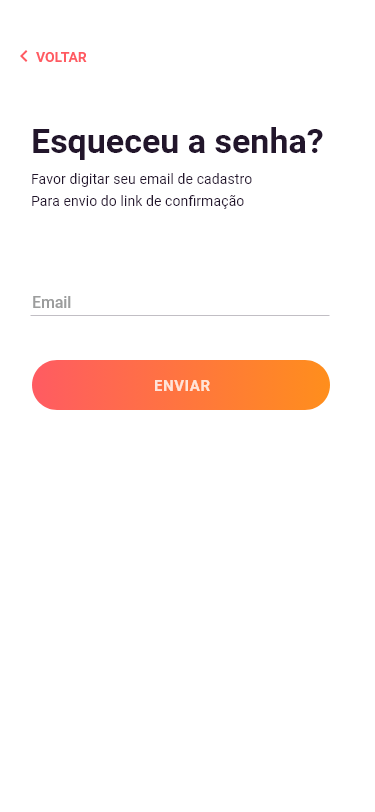 VOLTAR
Esqueceu a senha?
Favor digitar seu email de cadastro
Para envio do link de confirmação
Email
ENVIAR